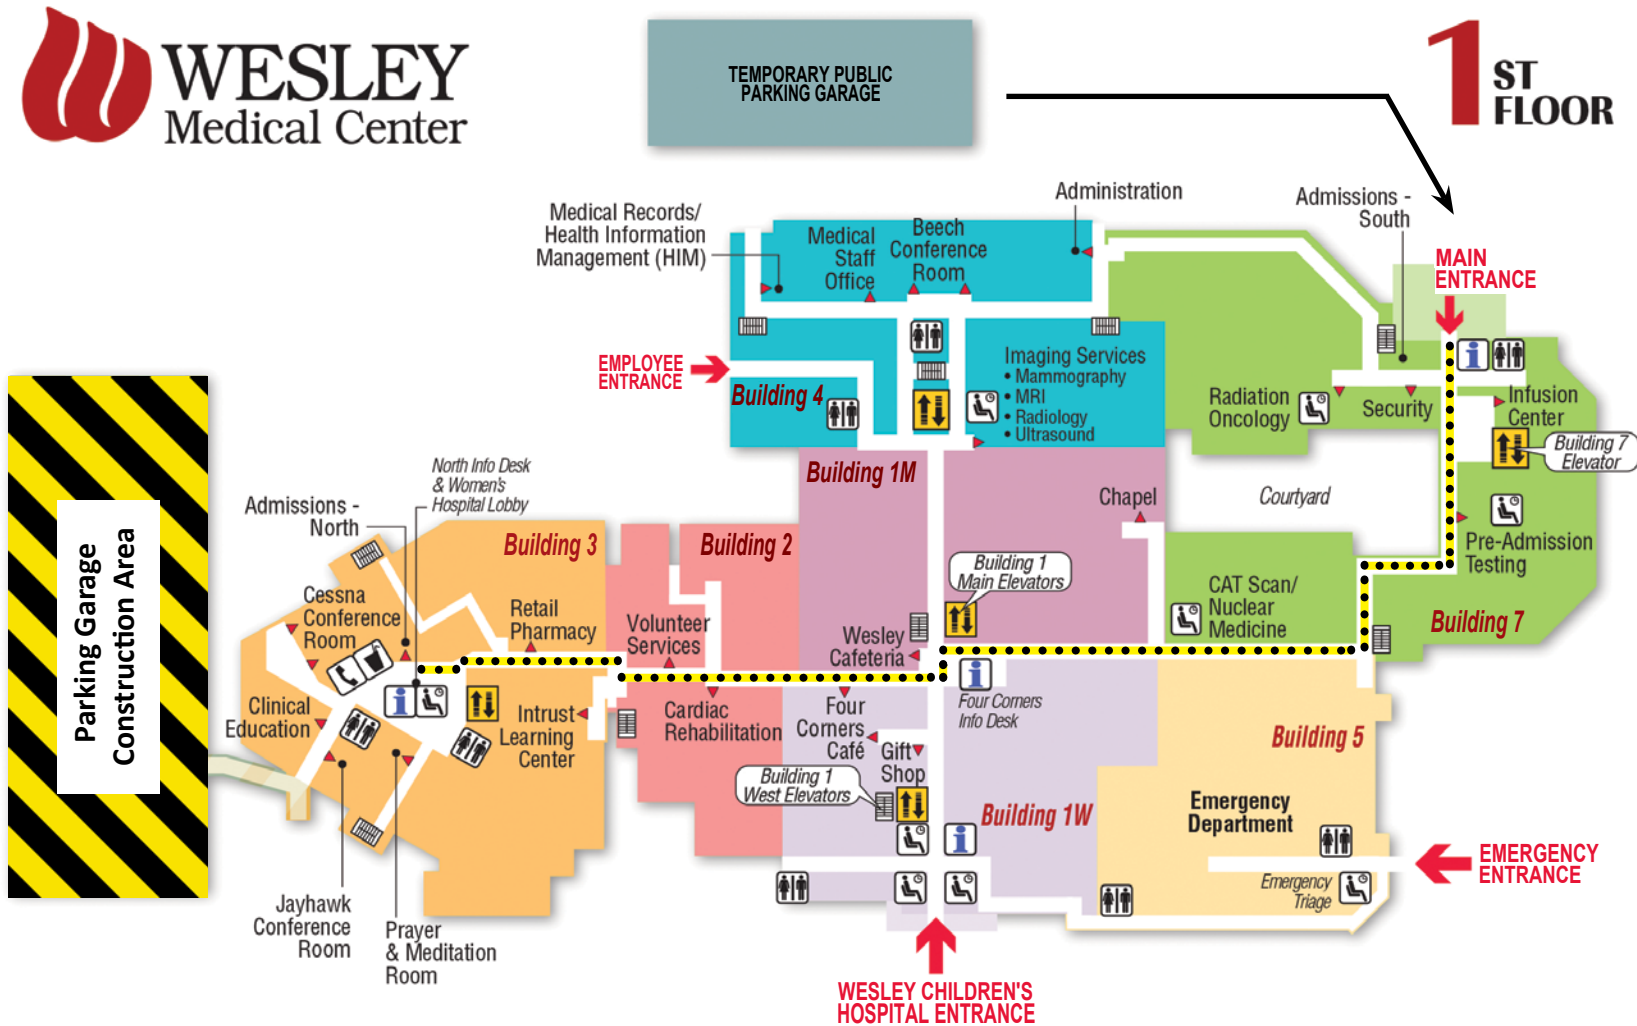 WESLEY
Medical Center
TEMPORARY PUBLIC
PARKING GARAGE
1 ST
FLOOR
Medical Records/
Health Information
Management (HIM)
Medical
Staff
Office
Beech
Conference
Room
Administration
Admissions -
South
MAIN
ENTRANCE
EMPLOYEE
ENTRANCE
Building 4
Imaging Services
• Mammography
• MRI
• Radiology
• Ultrasound
Radiation
Oncology
Security
Infusion
Center
Building 7
Elevator
Courtyard
Pre-Admission
Testing
Building 7
CAT Scan/
Nuclear
Medicine
Chapel
Building 1M
Building 1
Main Elevators
Wesley
Cafeteria
Four Corners
Info Desk
North Info Desk
& Women's
Hospital Lobby
Admissions -
North
Building 3
Building 2
Cessna
Conference
Room
Retail
Pharmacy
Volunteer
Services
Parking Garage
Construction Area
Clinical
Education
Intrust
Learning
Center
Cardiac
Rehabilitation
Four
Corners
Café
Gift
Shop
Building 1
West Elevators
Building 1W
Building 5
Emergency
Department
EMERGENCY
ENTRANCE
Emergency
Triage
Jayhawk
Conference
Room
Prayer
& Meditation
Room
WESLEY CHILDREN'S
HOSPITAL ENTRANCE